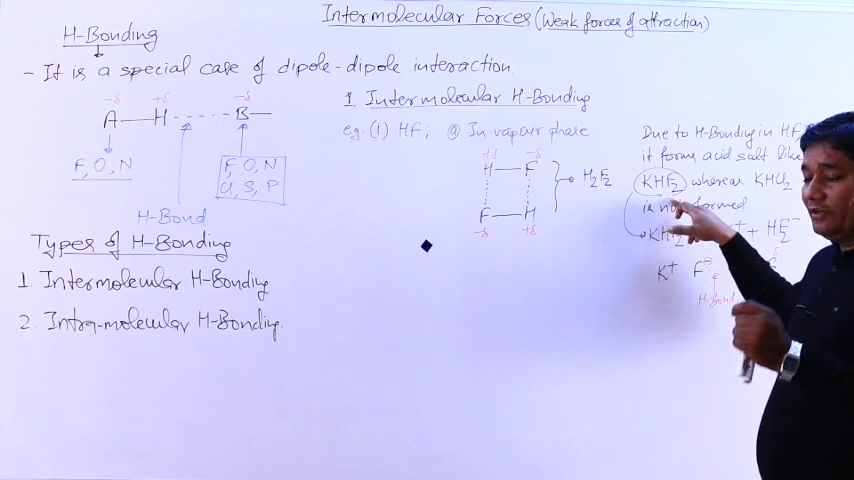 Intermolecular Forces (Weak forces of attraction)
H-Bonding
- It is a special case of dipole-dipole interaction.
-δ +δ -δ
A—H-----B—
F, O, N
F, O, N
Cl, S, P
H-Bond
Types of H-Bonding
1. Intermolecular H-Bonding
2. Intra-molecular H-Bonding.
1. Intermolecular H-Bonding
eg. (1) HF; @ In vapour phase
+δ -δ
H—F
H₂F₂
F—H
-δ +δ
Due to H-Bonding in HF,
it forms acid salt like
KHF₂ whereas KHCl₂
is not formed
KHF₂ + HF₂⁻
K⁺ F⊖
H-Bond